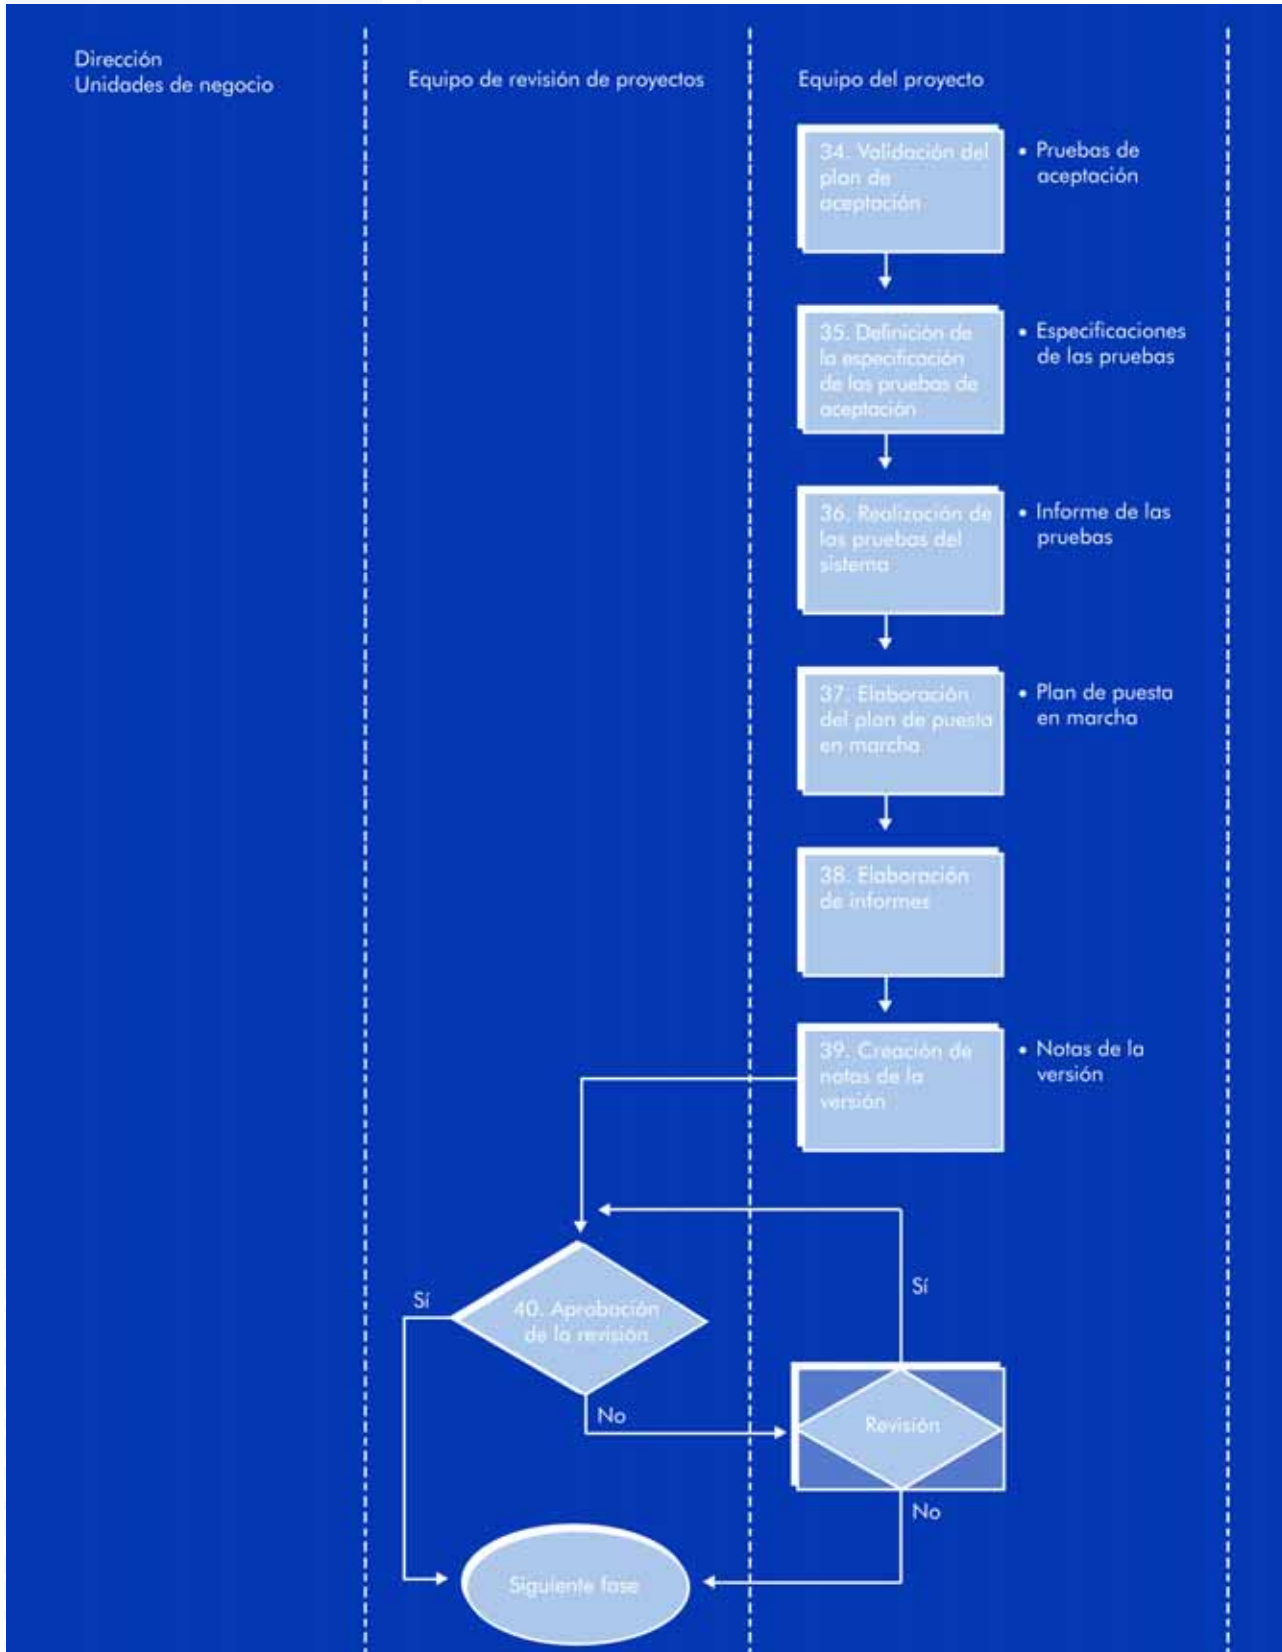 Dirección
Unidades de negocio
Equipo de revisión de proyectos
Equipo del proyecto
34. Validación del
plan de
aceptación
• Pruebas de
aceptación
35. Definición de
la especificación
de las pruebas de
aceptación
• Especificaciones
de las pruebas
36. Realización de
las pruebas del
sistema
• Informe de las
pruebas
37. Elaboración
del plan de puesta
en marcha
• Plan de puesta
en marcha
38. Elaboración
de informes
39. Creación de
notas de la
versión
• Notas de la
versión
Sí
40. Aprobación
de la revisión
Sí
No
Revisión
No
Siguiente fase